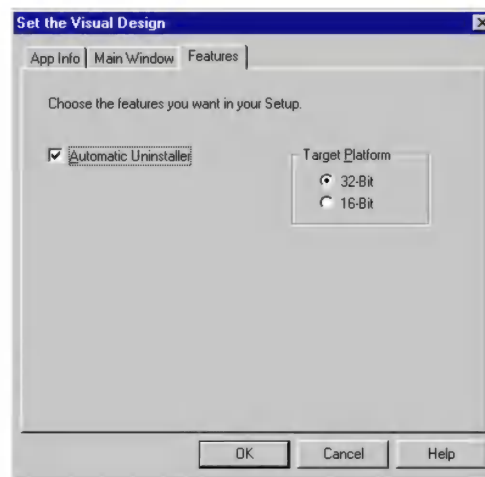 Set the Visual Design
App Info Main Window Features
Choose the features you want in your Setup.
Automatic Uninstaller
Target Platform
32-Bit
16-Bit
OK Cancel Help